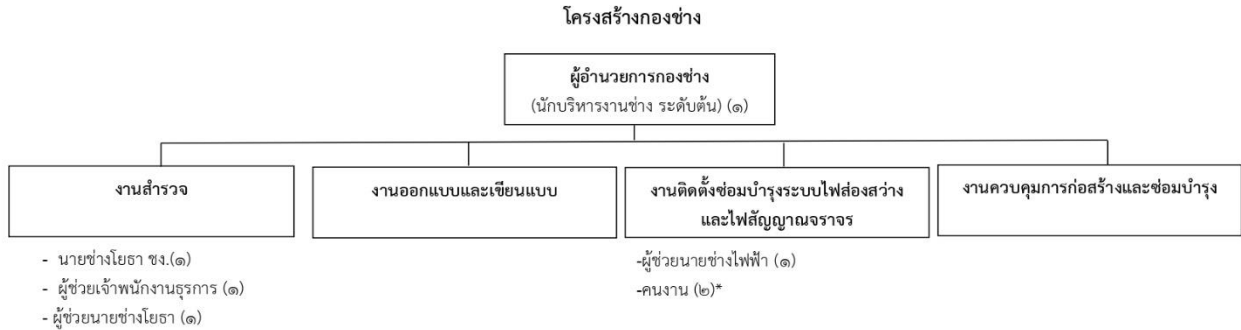 โครงสร้างกองช่าง
ผู้อำนวยการกองช่าง
(นักบริหารงานช่าง ระดับต้น) (๑)
งานสำรวจ
- นายช่างโยธา ชง.(๑)
- ผู้ช่วยเจ้าพนักงานธุรการ (๑)
- ผู้ช่วยนายช่างโยธา (๑)
งานออกแบบและเขียนแบบ
งานติดตั้งซ่อมบำรุงระบบไฟส่องสว่าง
และไฟสัญญาณจราจร
-ผู้ช่วยนายช่างไฟฟ้า (๑)
-คนงาน (๒)*
งานควบคุมการก่อสร้างและซ่อมบำรุง